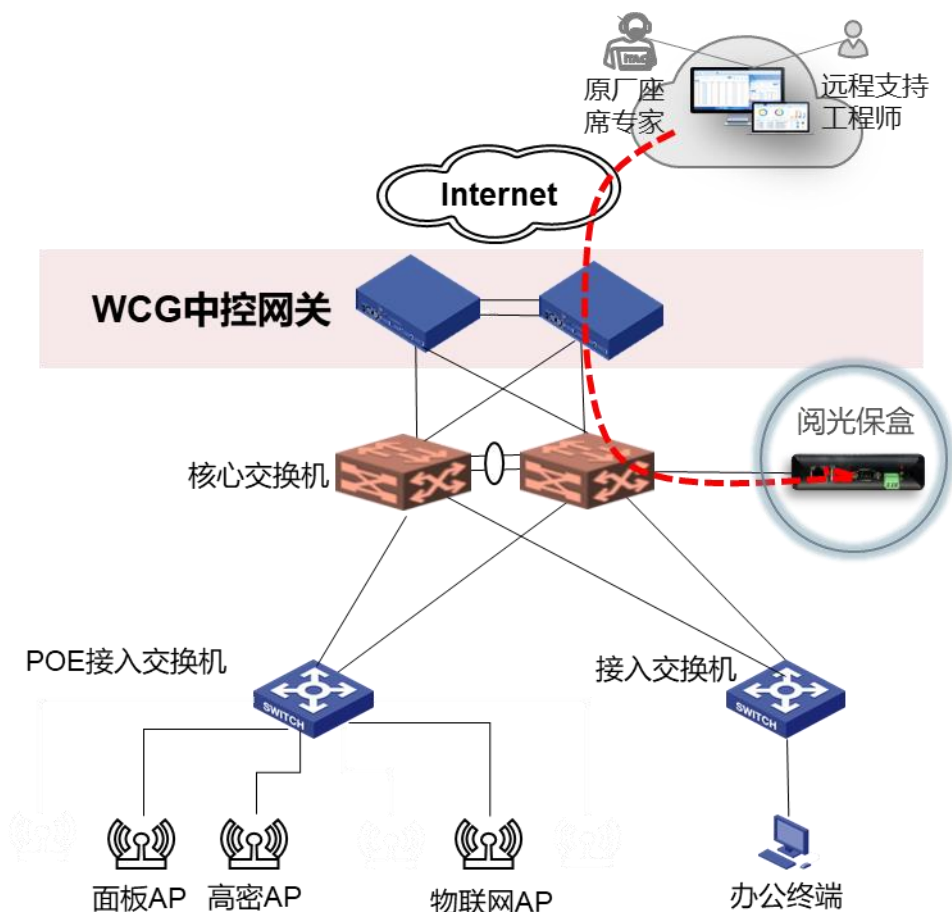 原厂座
席专家
远程支持
工程师
Internet
WCG中控网关
阅光保盒
核心交换机
POE接入交换机
接入交换机
SWITCH
SWITCH
面板AP
高密AP
物联网AP
办公终端